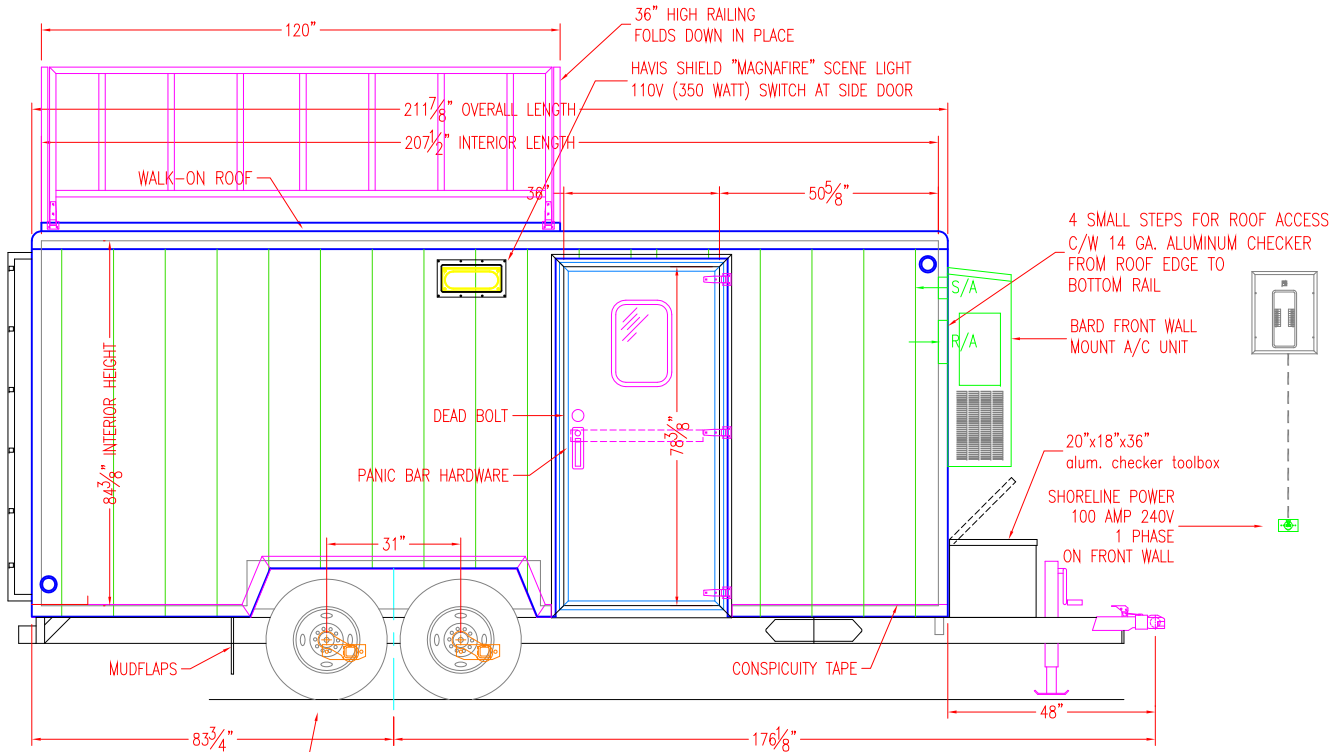 120"
36" HIGH RAILING
FOLDS DOWN IN PLACE
HAVIS SHIELD "MAGNAFIRE" SCENE LIGHT
110V (350 WATT) SWITCH AT SIDE DOOR
211 7/8" OVERALL LENGTH
207 1/2" INTERIOR LENGTH
WALK-ON ROOF
36"
50 5/8"
4 SMALL STEPS FOR ROOF ACCESS
C/W 14 GA. ALUMINUM CHECKER
FROM ROOF EDGE TO
BOTTOM RAIL
S/A
R/A
BARD FRONT WALL
MOUNT A/C UNIT
84 3/8" INTERIOR HEIGHT
DEAD BOLT
78 3/8"
PANIC BAR HARDWARE
20"x18"x36"
alum. checker toolbox
SHORELINE POWER
100 AMP 240V
1 PHASE
ON FRONT WALL
31"
MUDFLAPS
CONSPICUITY TAPE
48"
83 3/4"
176 1/8"